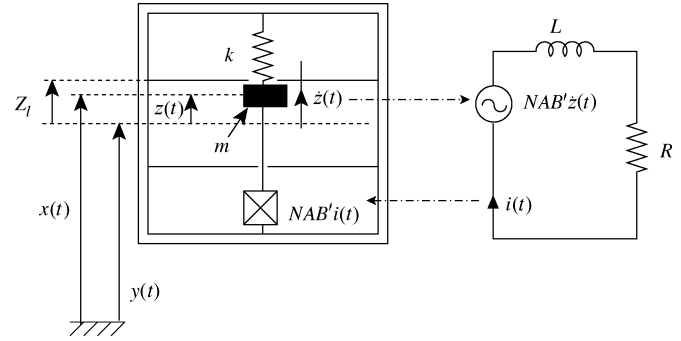 L
k
Z_l
z(t)
ż(t)
NAB′ż(t)
m
R
x(t)
NAB′i(t)
i(t)
y(t)